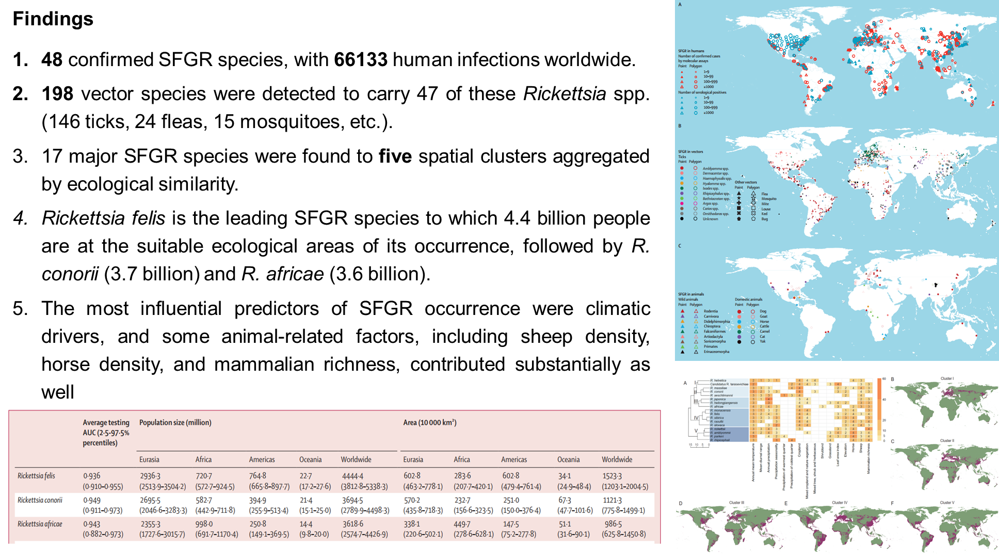 Findings
1. 48 confirmed SFGR species, with 66133 human infections worldwide.
2. 198 vector species were detected to carry 47 of these Rickettsia spp.
(146 ticks, 24 fleas, 15 mosquitoes, etc.).
3. 17 major SFGR species were found to five spatial clusters aggregated
by ecological similarity.
4. Rickettsia felis is the leading SFGR species to which 4.4 billion people
are at the suitable ecological areas of its occurrence, followed by R.
conorii (3.7 billion) and R. africae (3.6 billion).
5. The most influential predictors of SFGR occurrence were climatic
drivers, and some animal-related factors, including sheep density,
horse density, and mammalian richness, contributed substantially as
well
Average testing AUC (2·5–97·5% percentiles) Population size (million) Area (10 000 km²)
Eurasia Africa Americas Oceania Worldwide Eurasia Africa Americas Oceania Worldwide
Rickettsia felis 0·936 2936·3 720·7 764·8 22·7 4444·4 602·8 283·6 602·8 34·1 1523·3
(0·910–0·955) (2513·9–3504·2) (572·7–924·5) (665·8–897·7) (17·2–27·6) (3812·8–5338·3) (463·2–778·1) (207·7–420·1) (479·4–761·4) (24·9–48·4) (1203·1–2004·5)
Rickettsia conorii 0·949 2695·5 582·7 394·9 21·4 3694·5 570·2 232·7 251·0 67·3 1121·3
(0·911–0·973) (2046·6–3283·3) (442·9–711·8) (255·9–513·4) (15·1–25·0) (2789·9–4498·3) (435·8–718·3) (156·6–323·5) (150·0–376·4) (47·7–101·6) (775·8–1499·1)
Rickettsia africae 0·943 2355·3 998·0 250·8 14·4 3618·6 338·1 449·7 147·5 51·1 986·5
(0·882–0·973) (1727·6–3015·7) (691·7–1170·4) (149·1–369·5) (9·8–20·0) (2574·7–4426·9) (220·6–502·1) (278·6–628·1) (75·2–277·8) (31·6–90·1) (625·8–1450·8)
A
SFGR in humans
Number of confirmed cases
by molecular assays
Point Polygon
1–9
10–99
100–999
≥1000
Number of serological positives
1–9
10–99
100–999
≥1000
B
SFGR in vectors
Ticks
Point Polygon
Amblyomma spp.
Dermacentor spp.
Haemaphysalis spp.
Hyalomma spp.
Ixodes spp.
Rhipicephalus spp.
Bothriocroton spp.
Argas spp.
Carios spp.
Ornithodoros spp.
Unknown
Other vectors
Point Polygon
Flea
Mosquito
Mite
Louse
Ked
Bug
C
SFGR in animals
Wild animals
Point Polygon
Rodentia
Carnivora
Didelphimorphia
Chiroptera
Falconiformes
Artiodactyla
Soricomorpha
Primates
Erinaceomorpha
Domestic animals
Point Polygon
Dog
Goat
Horse
Cattle
Camel
Cat
Yak
A
I
II
III
IV
V
R. helvetica
Candidatus R. tarasevichiae
R. massiliae
R. conorii
R. aeschlimannii
R. japonica
R. heilongjiangensis
R. africae
R. monacensis
R. felis
R. sibirica
R. raoultii
R. slovaca
R. rickettsii
R. amblyommii
R. parkeri
R. rhipicephali
15 10 5 0
60
40
20
10
5
0
Annual mean temperature
Mean diurnal range
Annual precipitation
Precipitation seasonality
Precipitation of warmest quarter
Precipitation of coldest quarter
Cropland
Mixed cropland and nature vegetation
Mixed tree, shrub and herbaceous
Shrubland
Grassland
Leaf area index
Elevation
Horse
Sheep
Mammalian richness
B Cluster I
C Cluster II
D Cluster III
E Cluster IV
F Cluster V